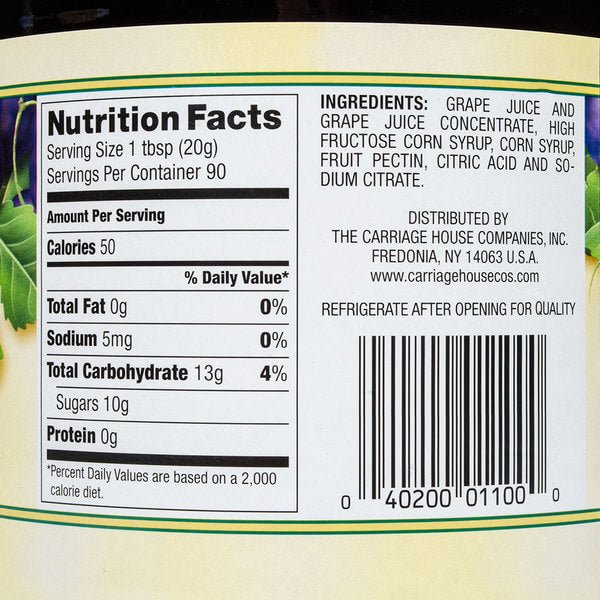 Nutrition Facts
Serving Size 1 tbsp (20g)
Servings Per Container 90
Amount Per Serving
Calories 50
% Daily Value*
Total Fat 0g 0%
Sodium 5mg 0%
Total Carbohydrate 13g 4%
Sugars 10g
Protein 0g
*Percent Daily Values are based on a 2,000
calorie diet.
INGREDIENTS: GRAPE JUICE AND
GRAPE JUICE CONCENTRATE, HIGH
FRUCTOSE CORN SYRUP, CORN SYRUP,
FRUIT PECTIN, CITRIC ACID AND SO-
DIUM CITRATE.
DISTRIBUTED BY
THE CARRIAGE HOUSE COMPANIES, INC.
FREDONIA, NY 14063 U.S.A.
www.carriagehousecos.com
REFRIGERATE AFTER OPENING FOR QUALITY
0 40200 01100 0